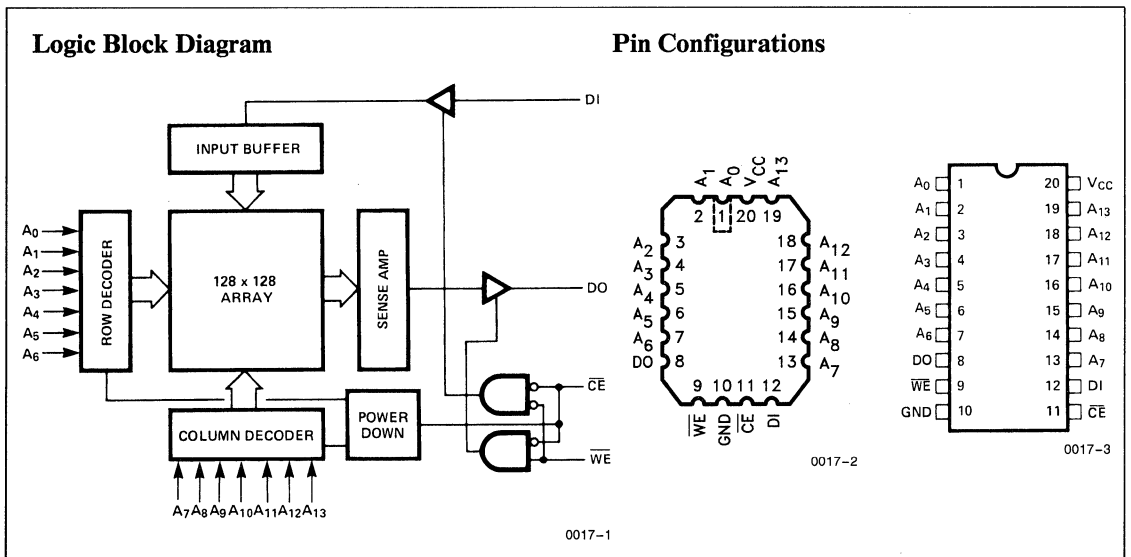 Logic Block Diagram
DI
INPUT BUFFER
A0
A1
A2
A3
A4
A5
A6
ROW DECODER
128 x 128
ARRAY
SENSE AMP
DO
CE
WE
POWER
DOWN
COLUMN DECODER
A7 A8 A9 A10 A11 A12 A13
0017-1
Pin Configurations
A1 A0 VCC A13
2 1 20 19
A2 3 18 A12
A3 4 17 A11
A4 5 16 A10
A5 6 15 A9
A6 7 14 A8
DO 8 13 A7
9 10 11 12
WE GND CE DI
0017-2
A0 1 20 VCC
A1 2 19 A13
A2 3 18 A12
A3 4 17 A11
A4 5 16 A10
A5 6 15 A9
A6 7 14 A8
DO 8 13 A7
WE 9 12 DI
GND 10 11 CE
0017-3